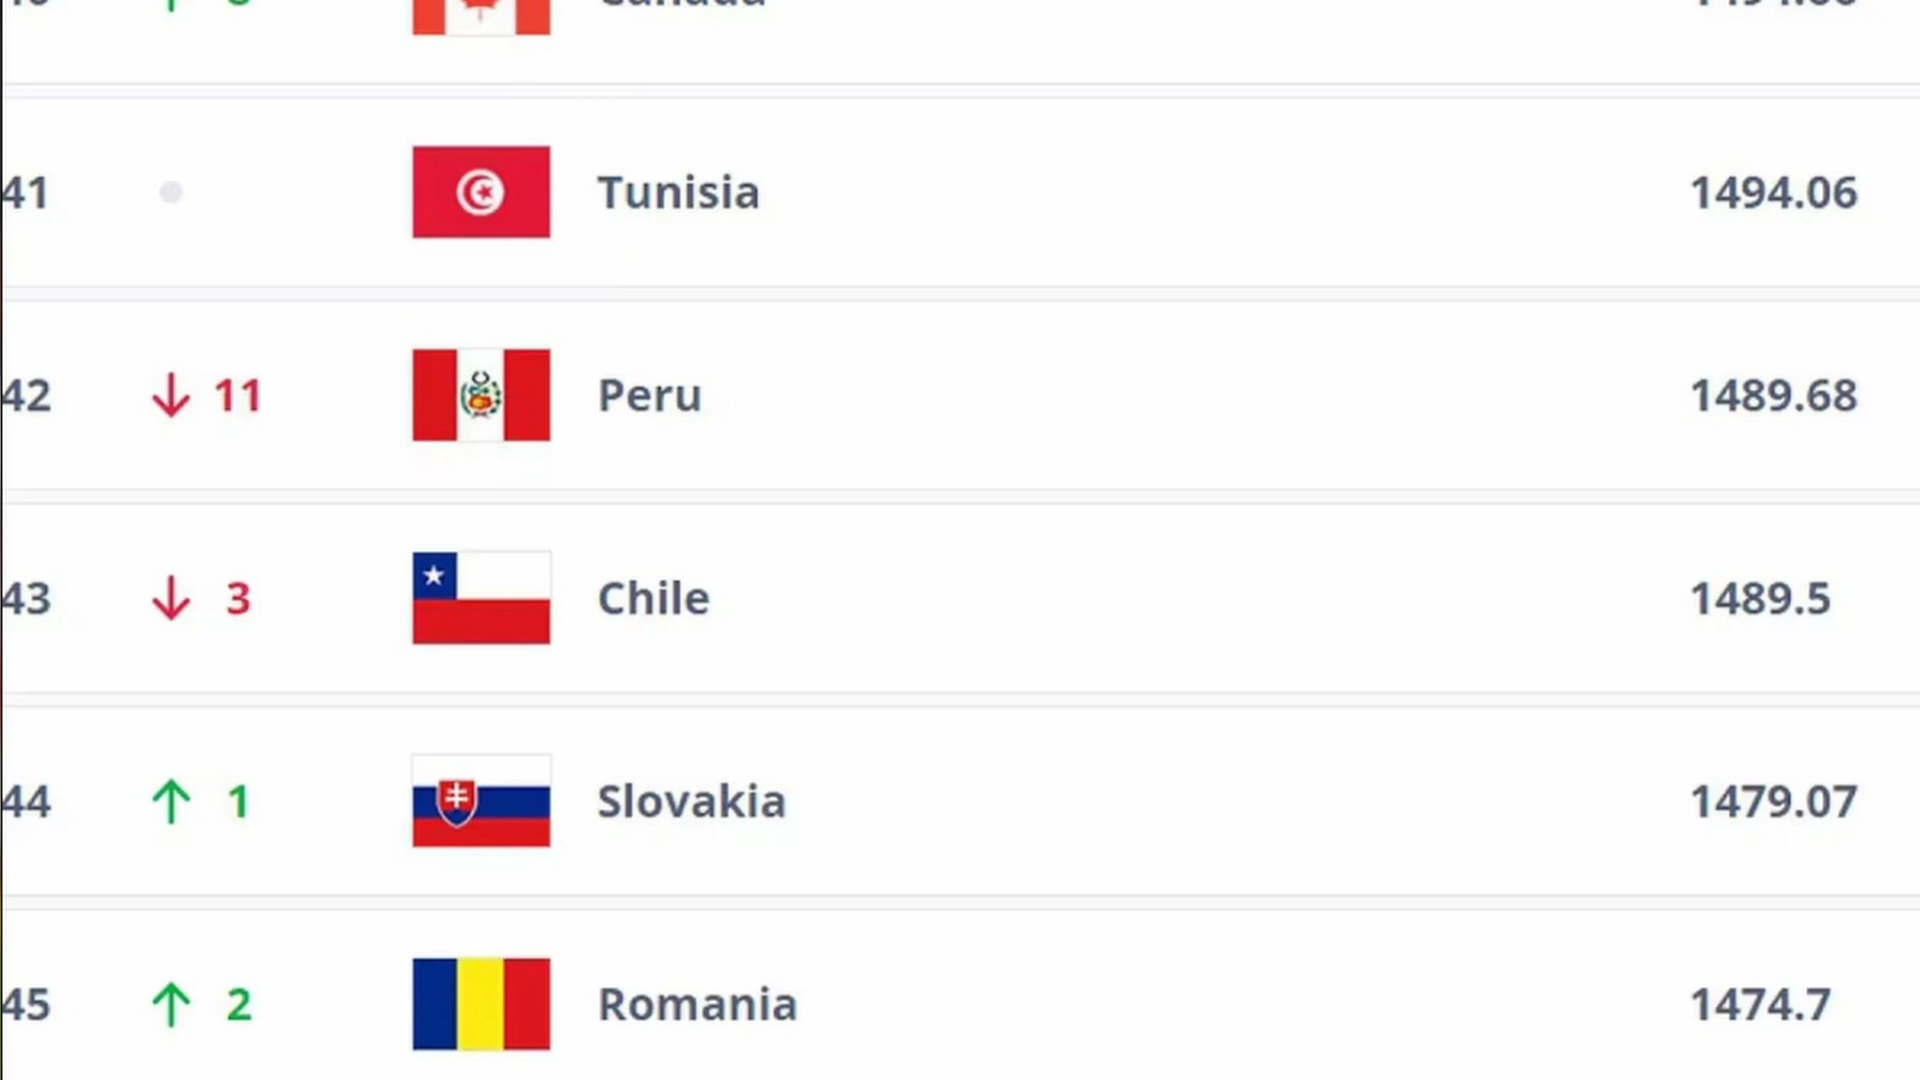 Canada
41 Tunisia 1494.06
42 11 Peru 1489.68
43 3 Chile 1489.5
44 1 Slovakia 1479.07
45 2 Romania 1474.7